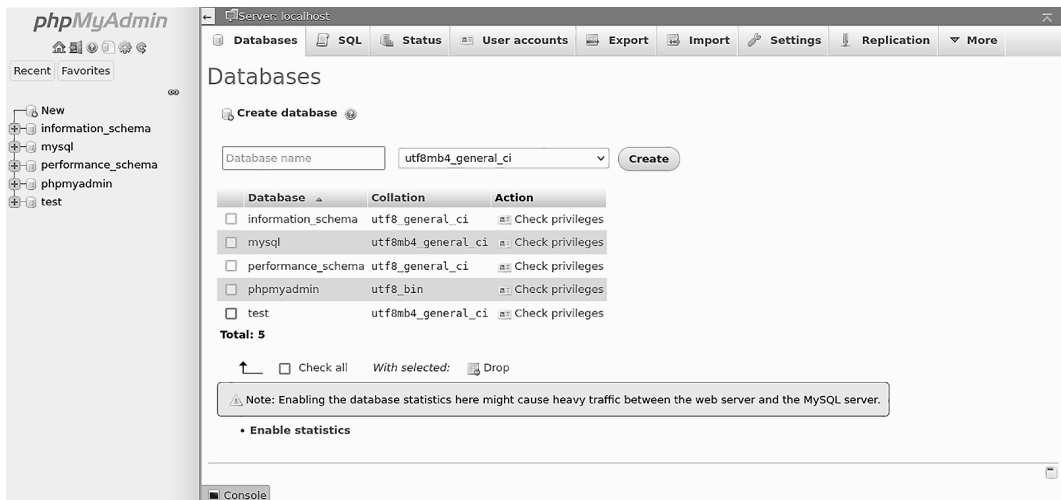 phpMyAdmin
Recent Favorites
New
information_schema
mysql
performance_schema
phpmyadmin
test
Server: localhost
Databases SQL Status User accounts Export Import Settings Replication More
Databases
Create database
Database name utf8mb4_general_ci Create
Database Collation Action
information_schema utf8_general_ci Check privileges
mysql utf8mb4_general_ci Check privileges
performance_schema utf8_general_ci Check privileges
phpmyadmin utf8_bin Check privileges
test utf8mb4_general_ci Check privileges
Total: 5
Check all With selected: Drop
Note: Enabling the database statistics here might cause heavy traffic between the web server and the MySQL server.
• Enable statistics
Console